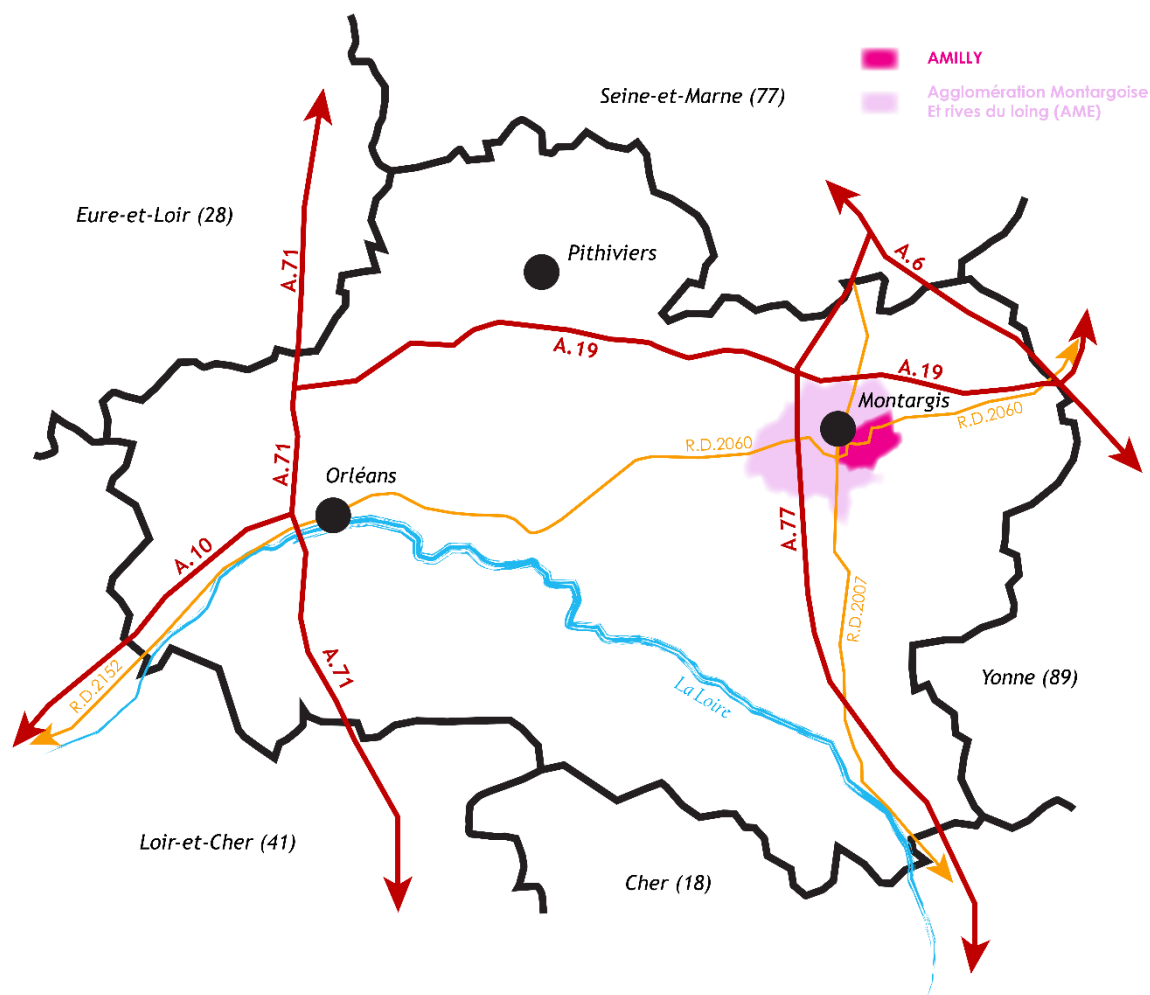 AMILLY
Agglomération Montargoise
Et rives du loing (AME)
Seine-et-Marne (77)
Eure-et-Loir (28)
Pithiviers
A.6
A.71
A.19
A.19
Montargis
R.D.2060
R.D.2060
A.71
Orléans
A.77
A.10
R.D.2007
A.71
R.D.2152
La Loire
Yonne (89)
Loir-et-Cher (41)
Cher (18)